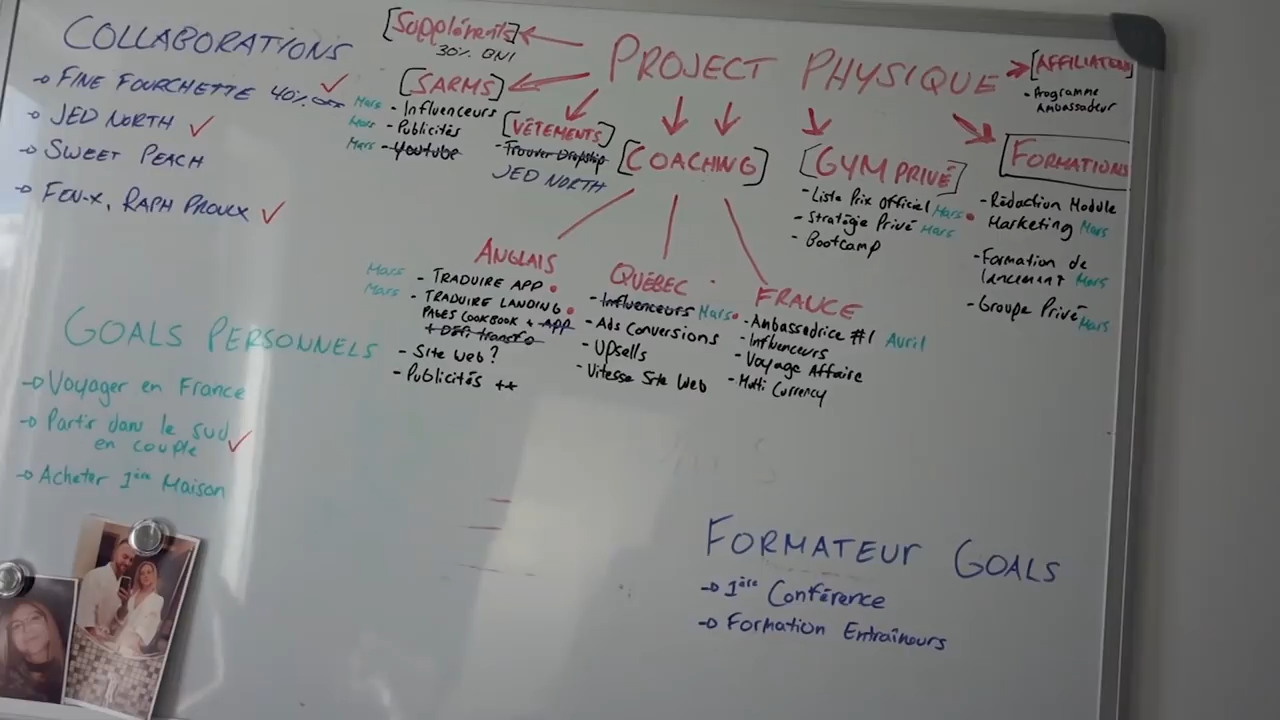 COLLABORATIONS
→ FINE FOURCHETTE 40% OFF ✓
→ JED NORTH ✓
→ SWEET PEACH
→ FEN-X, RAPH PROULX ✓
GOALS PERSONNELS
→ Voyager en France
→ Partir dans le sud
en couple ✓
→ Acheter 1ère Maison
PROJECT PHYSIQUE
[Suppléments]
30% BNI
[SARMS]
Mars - Influenceurs
Mars - Publicités
Mars - Youtube
[VÊTEMENTS]
- Trouver Dropship
JED NORTH
[COACHING]
ANGLAIS
Mars - TRADUIRE APP
Mars - TRADUIRE LANDING
PAGES COOKBOOK + APP
+ DÉFI transfo
- Site Web?
- Publicités ++
QUÉBEC
- Influenceurs Mars
- Ads Conversions
- Upsells
- Vitesse Site Web
FRANCE
- Ambassadrice #1 Avril
- Influenceurs
- Voyage Affaire
- Multi Currency
[GYM PRIVÉ]
- Liste Prix Officiel Mars
- Stratégie Privé Mars
- Bootcamp
[AFFILIATION]
- Programme
Ambassadeur
[FORMATIONS
- Rédaction Module
Marketing Mars
- Formation de
lancement Mars
- Groupe Privé Mars
FORMATEUR GOALS
→ 1ère Conférence
→ Formation Entraîneurs